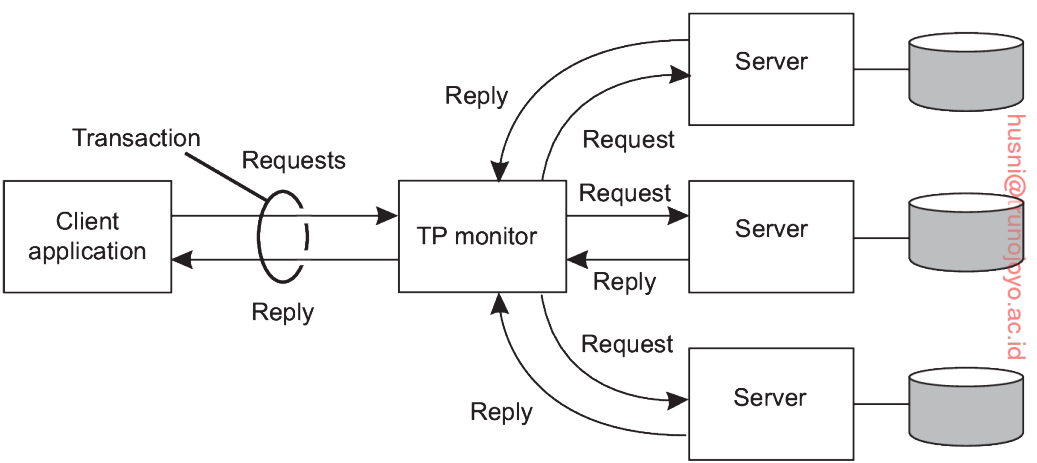 Server
Reply
Request
Transaction
Requests
Client
application
TP monitor
Request
Server
Reply
Reply
Request
Server
Reply
husni@trunojoyo.ac.id